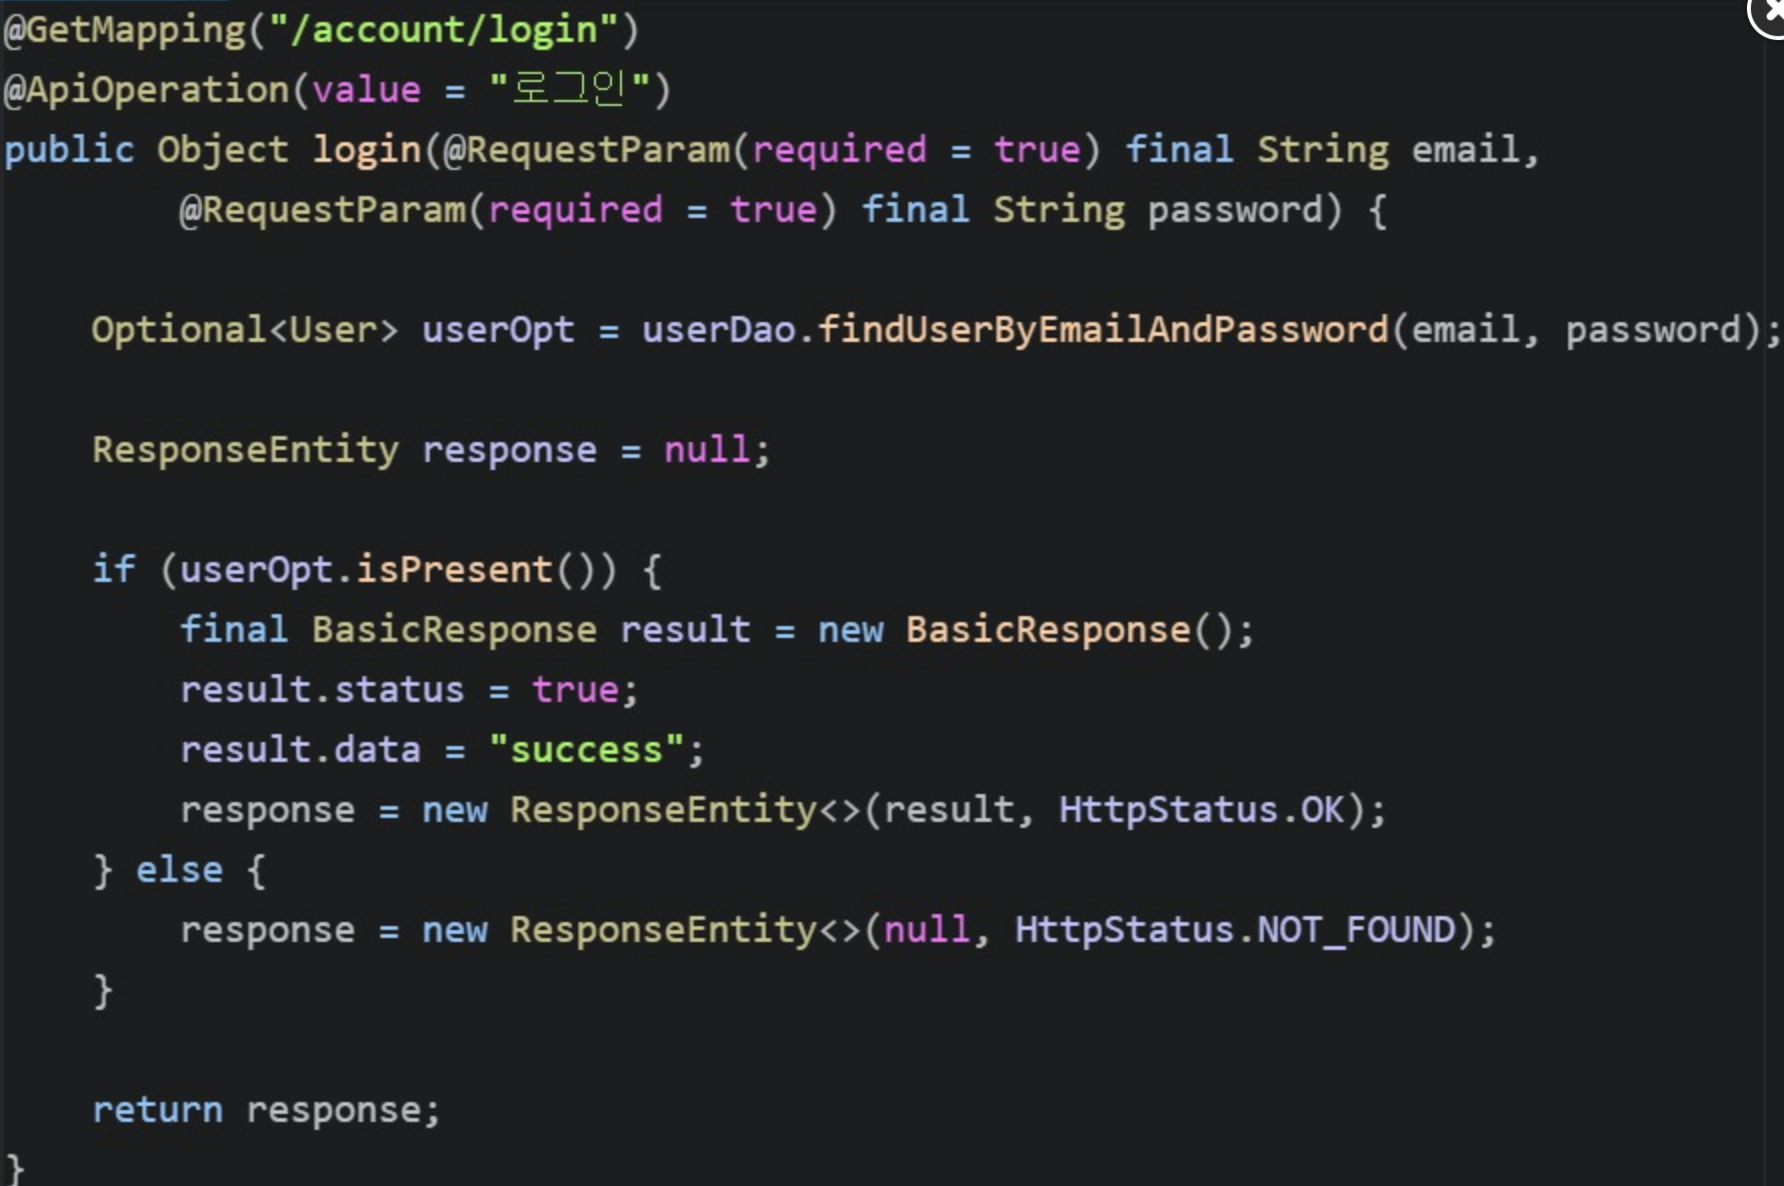 @GetMapping("/account/login")
@ApiOperation(value = "로그인")
public Object login(@RequestParam(required = true) final String email,
        @RequestParam(required = true) final String password) {
    Optional<User> userOpt = userDao.findUserByEmailAndPassword(email, password);
    ResponseEntity response = null;
    if (userOpt.isPresent()) {
        final BasicResponse result = new BasicResponse();
        result.status = true;
        result.data = "success";
        response = new ResponseEntity<>(result, HttpStatus.OK);
    } else {
        response = new ResponseEntity<>(null, HttpStatus.NOT_FOUND);
    }
    return response;
}